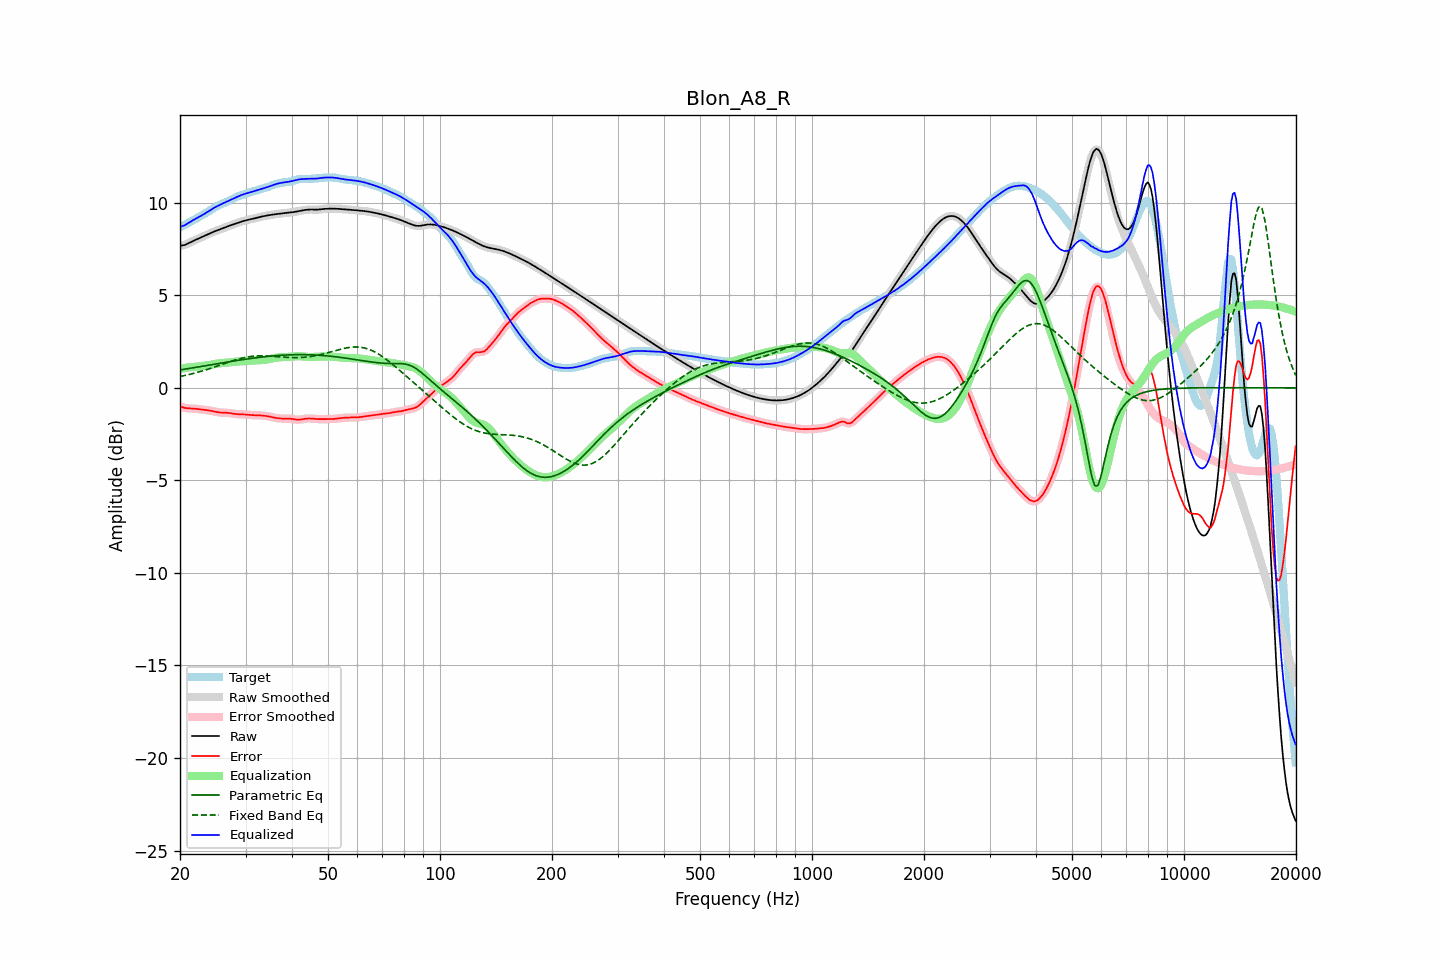 Blon_A8_R
Amplitude (dBr)
10
5
0
−5
−10
−15
−20
−25
Target
Raw Smoothed
Error Smoothed
Raw
Error
Equalization
Parametric Eq
Fixed Band Eq
Equalized
20 50 100 200 500 1000 2000 5000 10000 20000
Frequency (Hz)